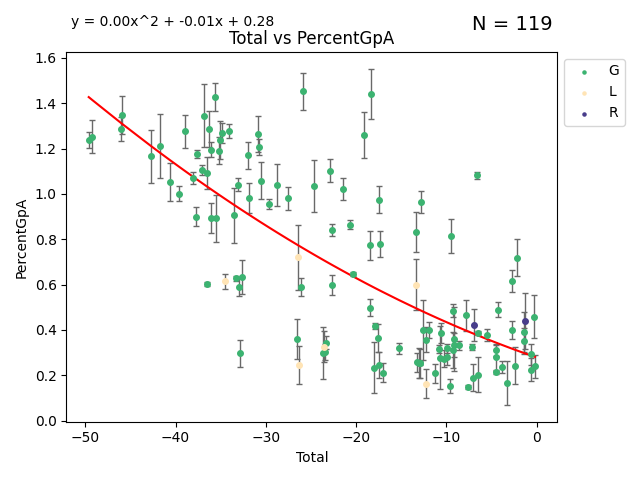 y = 0.00x^2 + -0.01x + 0.28
N = 119
Total vs PercentGpA
G
L
R
PercentGpA
1.6
1.4
1.2
1.0
0.8
0.6
0.4
0.2
0.0
−50
−40
−30
−20
−10
0
Total